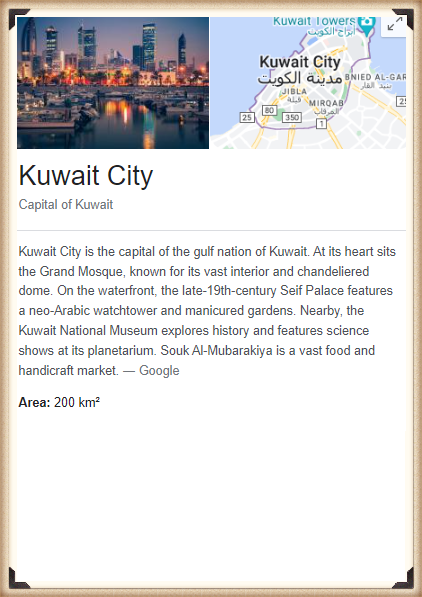 Kuwait Towers
أبراج الكويت
Kuwait City
مدينة الكويت
BNIED AL-GAR
بنيد القار
JIBLA
قبلة
MIRQAB
المرقاب
80
25
350
1
25
Kuwait City
Capital of Kuwait
Kuwait City is the capital of the gulf nation of Kuwait. At its heart sits
the Grand Mosque, known for its vast interior and chandeliered
dome. On the waterfront, the late-19th-century Seif Palace features
a neo-Arabic watchtower and manicured gardens. Nearby, the
Kuwait National Museum explores history and features science
shows at its planetarium. Souk Al-Mubarakiya is a vast food and
handicraft market. — Google
Area: 200 km²